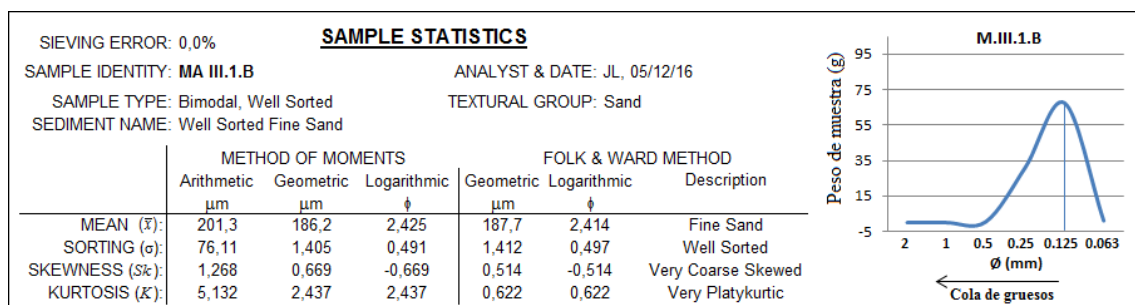 SAMPLE STATISTICS
SIEVING ERROR: 0,0%
SAMPLE IDENTITY: MA III.1.B ANALYST & DATE: JL, 05/12/16
SAMPLE TYPE: Bimodal, Well Sorted TEXTURAL GROUP: Sand
SEDIMENT NAME: Well Sorted Fine Sand
METHOD OF MOMENTS FOLK & WARD METHOD
Arithmetic Geometric Logarithmic Geometric Logarithmic Description
µm µm ϕ µm ϕ
MEAN (x̄): 201,3 186,2 2,425 187,7 2,414 Fine Sand
SORTING (σ): 76,11 1,405 0,491 1,412 0,497 Well Sorted
SKEWNESS (Sk): 1,268 0,669 -0,669 0,514 -0,514 Very Coarse Skewed
KURTOSIS (K): 5,132 2,437 2,437 0,622 0,622 Very Platykurtic
M.III.1.B
Peso de muestra (g)
95
75
55
35
15
-5
2 1 0.5 0.25 0.125 0.063
Ø (mm)
Cola de gruesos